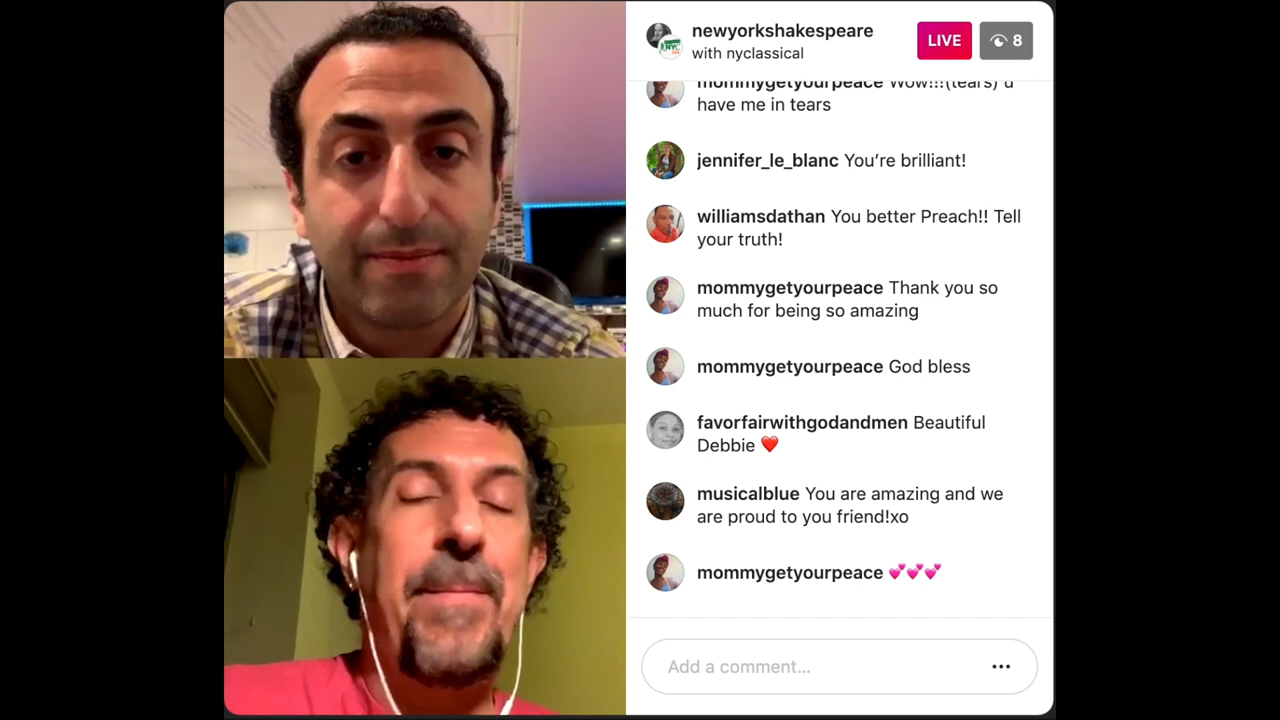 newyorkshakespeare
with nyclassical
LIVE
8
mommygetyourpeace Wow!!!(tears) u
have me in tears
jennifer_le_blanc You’re brilliant!
williamsdathan You better Preach!! Tell
your truth!
mommygetyourpeace Thank you so
much for being so amazing
mommygetyourpeace God bless
favorfairwithgodandmen Beautiful
Debbie ❤️
musicalblue You are amazing and we
are proud to you friend!xo
mommygetyourpeace 💕💕💕
Add a comment...